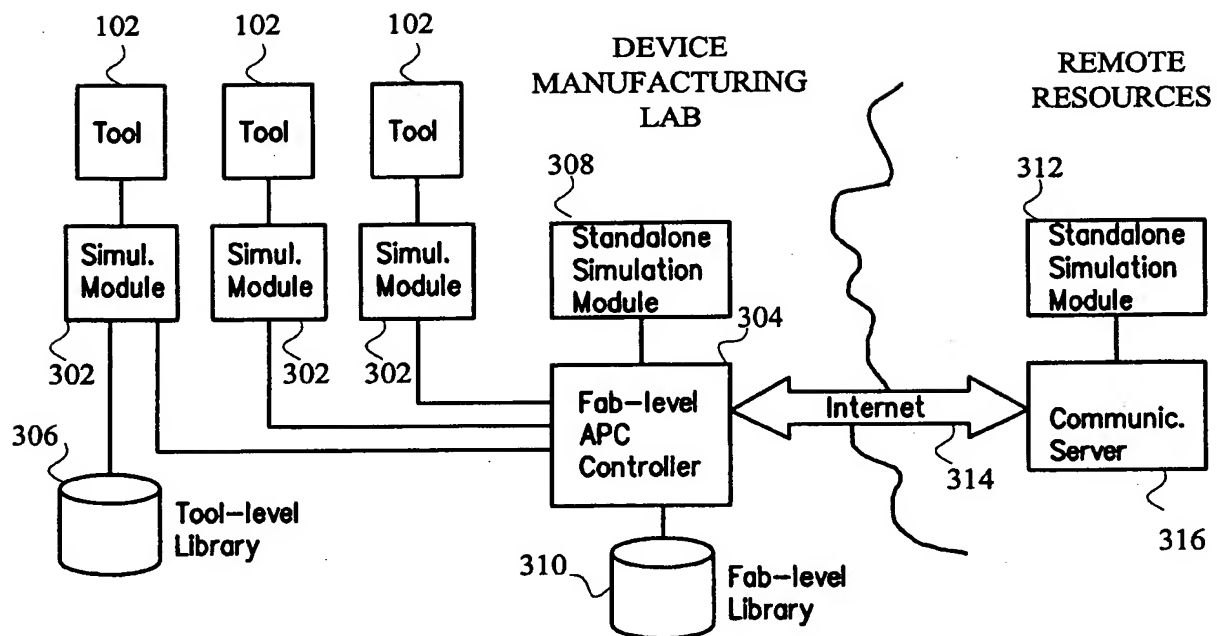 102
102
102
DEVICE
MANUFACTURING
LAB
REMOTE
RESOURCES
Tool
Tool
Tool
308
312
Simul.
Module
Simul.
Module
Simul.
Module
Standalone
Simulation
Module
Standalone
Simulation
Module
302
302
302
304
Fab-level
APC
Controller
Internet
314
Communic.
Server
316
306
Tool-level
Library
310
Fab-level
Library